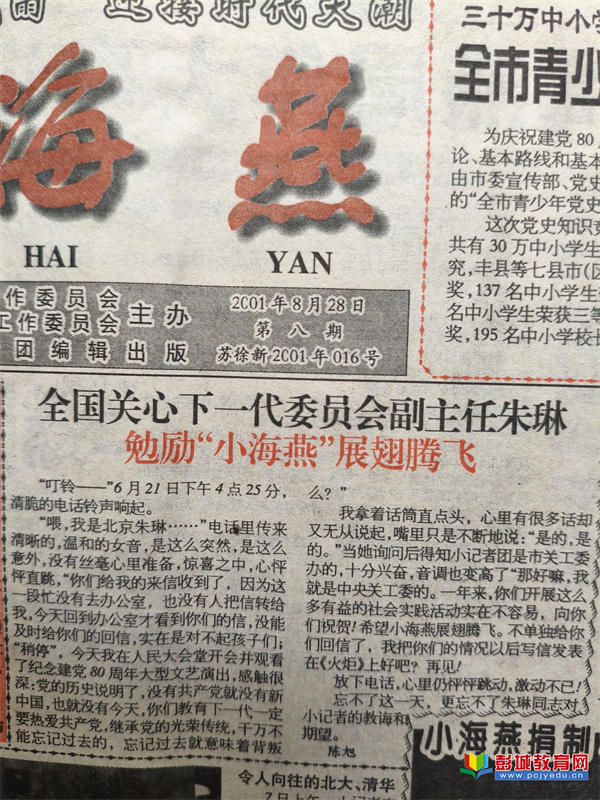 迎接时代大潮
海燕
HAI YAN
作委员会
工作委员会 主办
团编辑出版
2001年8月28日
第八期
苏徐新2001年016号
三十万中小学
全市青少
为庆祝建党80
论、基本路线和基本
由市委宣传部、党史
的“全市青少年党史
这次党史知识竞
共有30万中小学生
究，丰县等七县市(区
奖，137名中小学生
名中小学生荣获三等
奖，195名中小学校长
全国关心下一代委员会副主任朱琳
勉励“小海燕”展翅腾飞
“叮铃——”6月21日下午4点25分，
清脆的电话铃声响起。
“喂，我是北京朱琳……”电话里传来
清晰的，温和的女音，是这么突然，是这么
意外，没有丝毫心里准备，惊喜之中，心怦
怦直跳，“你们给我的来信收到了，因为这
一段忙没有去办公室，也没有人把信转给
我，今天回到办公室才看到你们的信，没能
及时给你们的回信，实在是对不起孩子们；
“稍停”，今天我在人民大会堂开会并观看
了纪念建党80周年大型文艺演出，感触很
深：党的历史说明了，没有共产党就没有新
中国，也就没有今天，你们教育下一代一定
要热爱共产党，继承党的光荣传统，千万不
能忘记过去的，忘记过去就意味着背叛
么？”
我拿着话筒直点头，心里有很多话却
又无从说起，嘴里只是不断地说：“是的，是
的。”当她询问后得知小记者团是市关工委
办的，十分兴奋，音调也变高了“那好嘛，我
就是中央关工委的。一年来，你们开展这么
多有益的社会实践活动实在不容易，向你
们祝贺！希望小海燕展翅腾飞。不单独给你
们回信了，我把你们的情况以后写信发表
在《火炬》上好吧？再见！
放下电话，心里仍怦怦跳动，激动不已！
忘不了这一天，更忘不了朱琳同志对
小记者的教诲和
期望。
陈旭
小海燕捐制
令人向往的北大、清华
彭城教育网
www.pcjyedu.cn